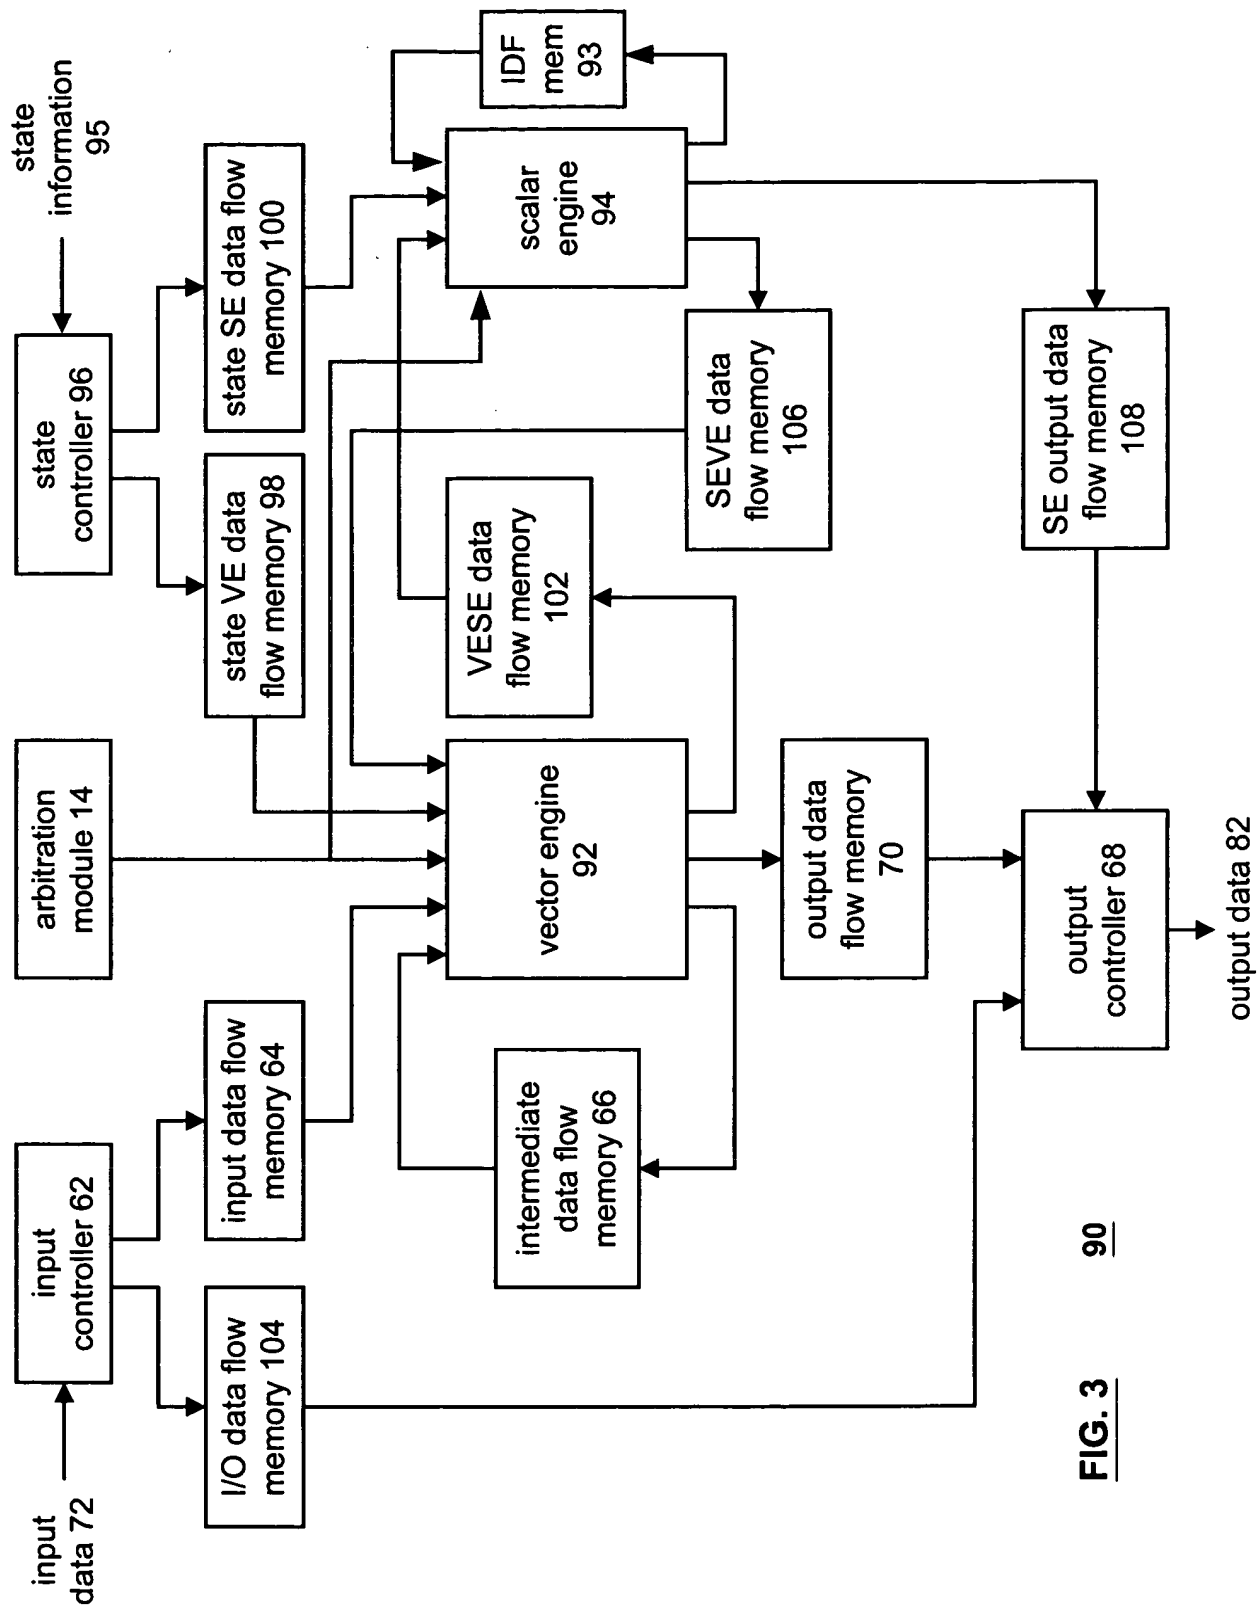 input
data 72
input
controller 62
arbitration
module 14
state
controller 96
state
information
95
I/O data flow
memory 104
input data flow
memory 64
state VE data
flow memory 98
state SE data flow
memory 100
intermediate
data flow
memory 66
vector engine
92
VESE data
flow memory
102
scalar
engine
94
IDF
mem
93
output data
flow memory
70
SEVE data
flow memory
106
output
controller 68
SE output data
flow memory
108
output data 82
FIG. 3
90